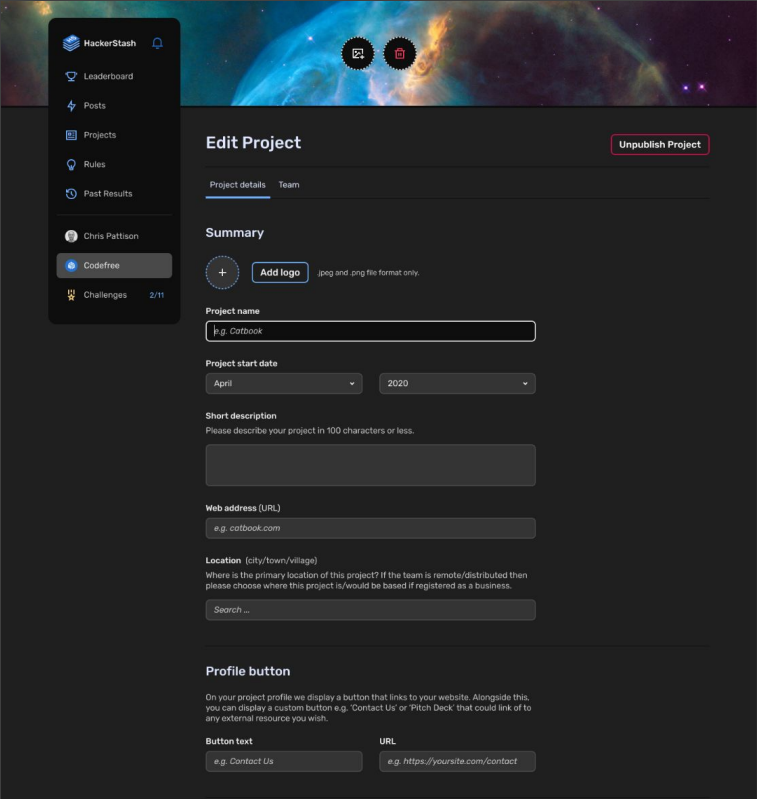 HackerStash
Leaderboard
Posts
Projects
Rules
Past Results
Chris Pattison
Codefree
Challenges 2/11
Edit Project
Unpublish Project
Project details Team
Summary
Add logo .jpeg and .png file format only.
Project name
e.g. Catbook
Project start date
April 2020
Short description
Please describe your project in 100 characters or less.
Web address (URL)
e.g. catbook.com
Location (city/town/village)
Where is the primary location of this project? If the team is remote/distributed then
please choose where this project is/would be based if registered as a business.
Search ...
Profile button
On your project profile we display a button that links to your website. Alongside this,
you can display a custom button e.g. 'Contact Us' or 'Pitch Deck' that could link of to
any external resource you wish.
Button text URL
e.g. Contact Us e.g. https://yoursite.com/contact